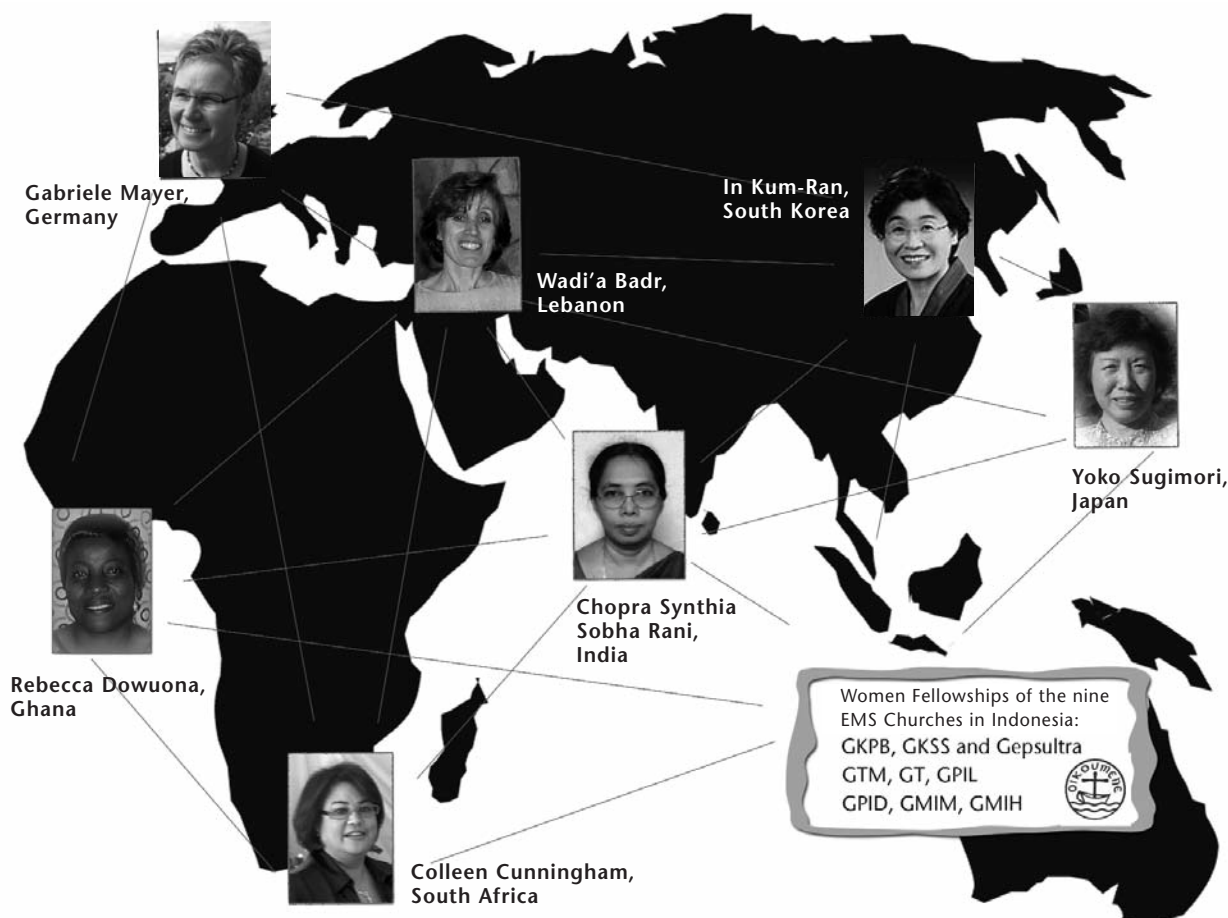 Gabriele Mayer,
Germany
Wadi'a Badr,
Lebanon
In Kum-Ran,
South Korea
Yoko Sugimori,
Japan
Chopra Synthia
Sobha Rani,
India
Rebecca Dowuona,
Ghana
Colleen Cunningham,
South Africa
Women Fellowships of the nine
EMS Churches in Indonesia:
GKPB, GKSS and Gepsultra
GTM, GT, GPIL
GPID, GMIM, GMIH
OIKOUMENE